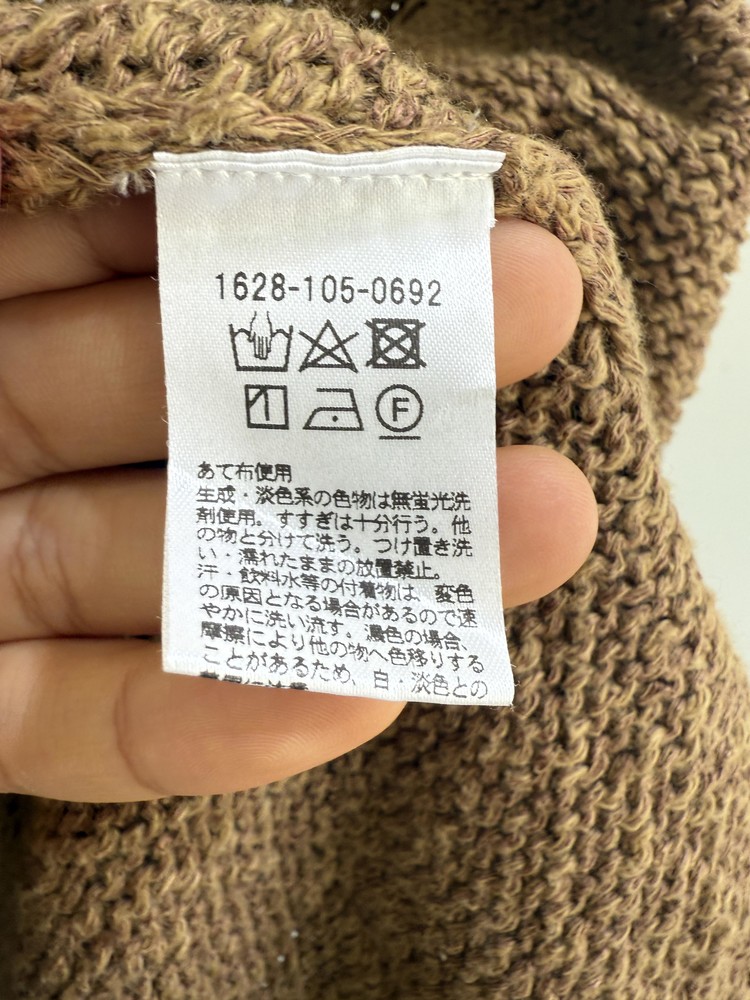 1628-105-0692
F
あて布使用
生成・淡色系の色物は無蛍光洗
剤使用。すすぎは十分行う。他
の物と分けて洗う。つけ置き洗
い・濡れたままの放置禁止。
汗・飲料水等の付着物は、変色
の原因となる場合があるので速
やかに洗い流す。濃色の場合、
摩擦により他の物へ色移りする
ことがあるため、白・淡色との